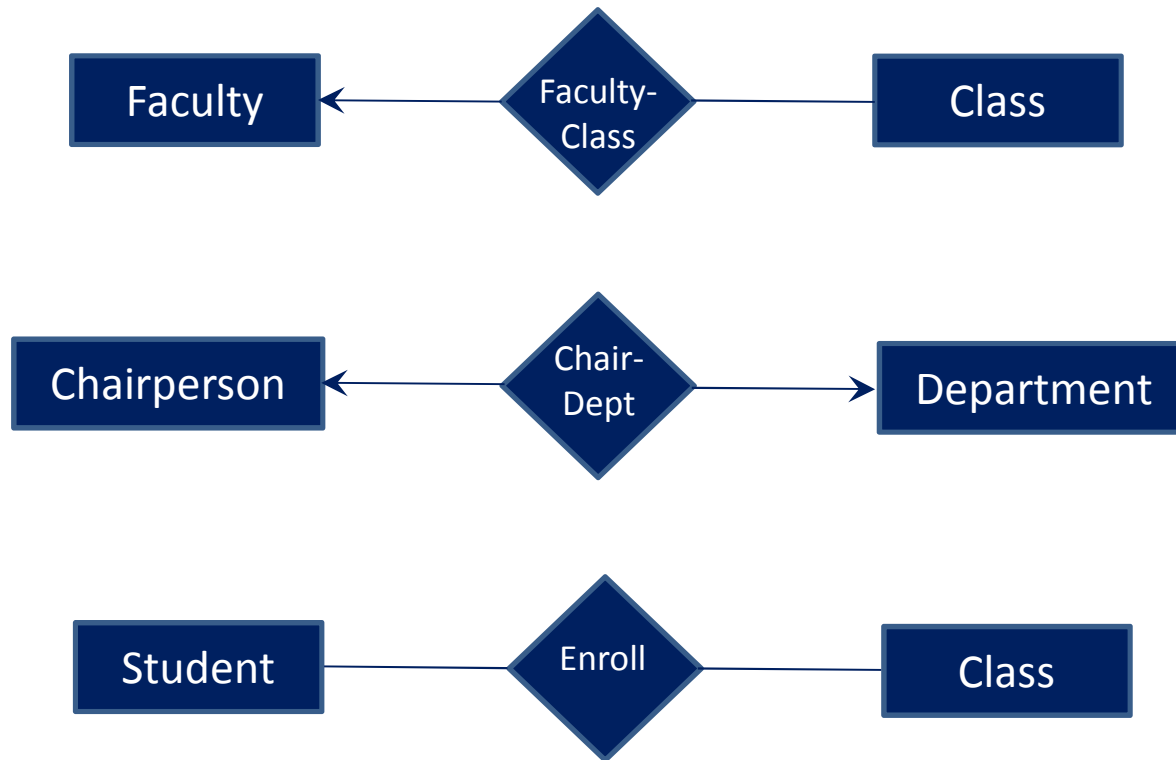 Faculty
Faculty-
Class
Class
Chairperson
Chair-
Dept
Department
Student
Enroll
Class